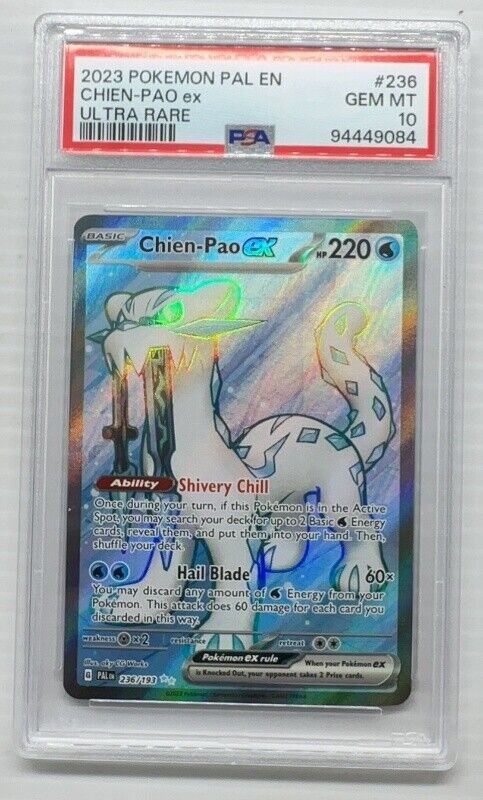 2023 POKEMON PAL EN #236
CHIEN-PAO ex GEM MT
ULTRA RARE 10
PSA 94449084
BASIC
Chien-Pao ex HP 220
Ability Shivery Chill
Once during your turn, if this Pokémon is in the Active
Spot, you may search your deck for up to 2 Basic Energy
cards, reveal them, and put them into your hand. Then,
shuffle your deck.
Hail Blade 60×
You may discard any amount of Energy from your
Pokémon. This attack does 60 damage for each card you
discarded in this way.
weakness ×2 resistance retreat
Illus. aky CG Works
Pokémon ex rule When your Pokémon ex
is Knocked Out, your opponent takes 2 Prize cards.
G PAL EN 236/193